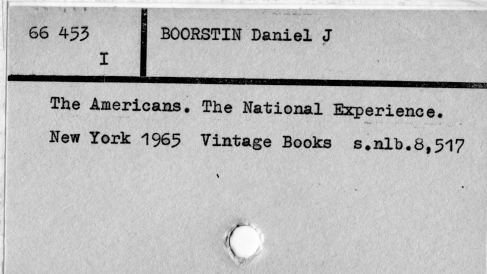 66 453
I
BOORSTIN Daniel J
The Americans. The National Experience.
New York 1965 Vintage Books s.nlb.8,517